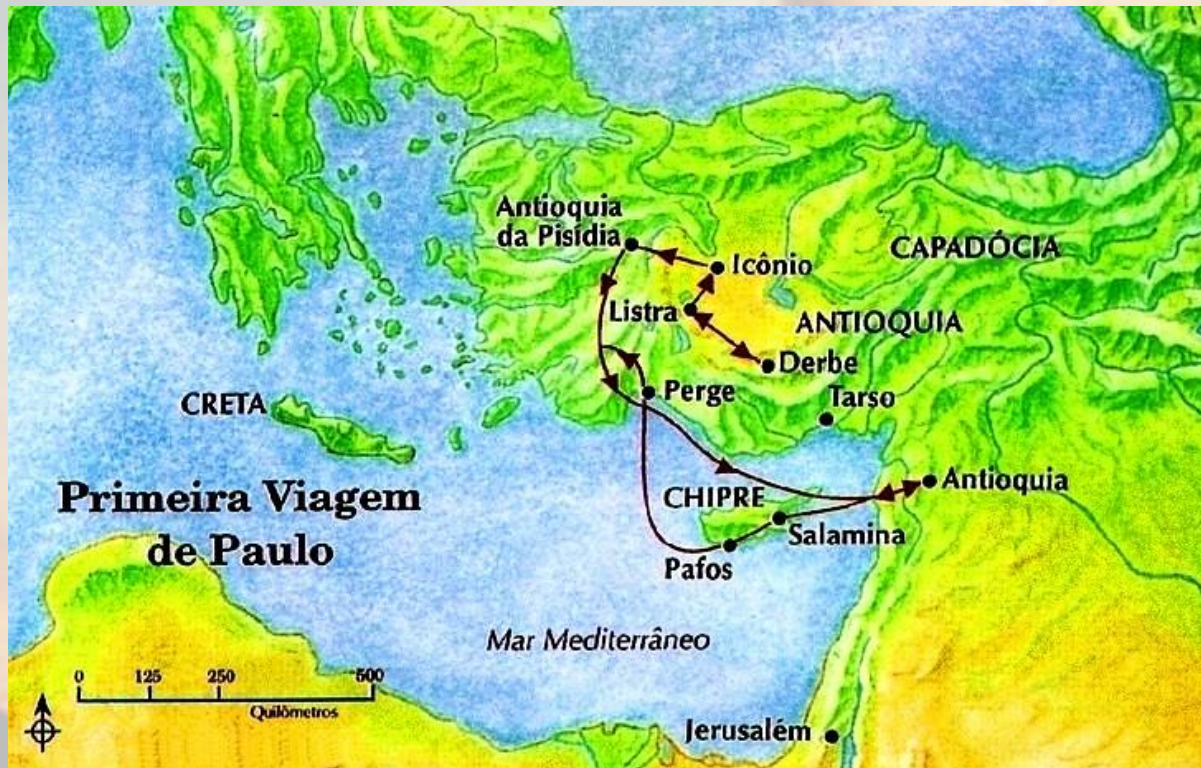 Antioquia
da Pisídia
Icônio
CAPADÓCIA
Listra
ANTIOQUIA
Derbe
Perge
Tarso
CRETA
Antioquia
Primeira Viagem
de Paulo
CHIPRE
Salamina
Pafos
Mar Mediterrâneo
0 125 250 500
Quilômetros
Jerusalém